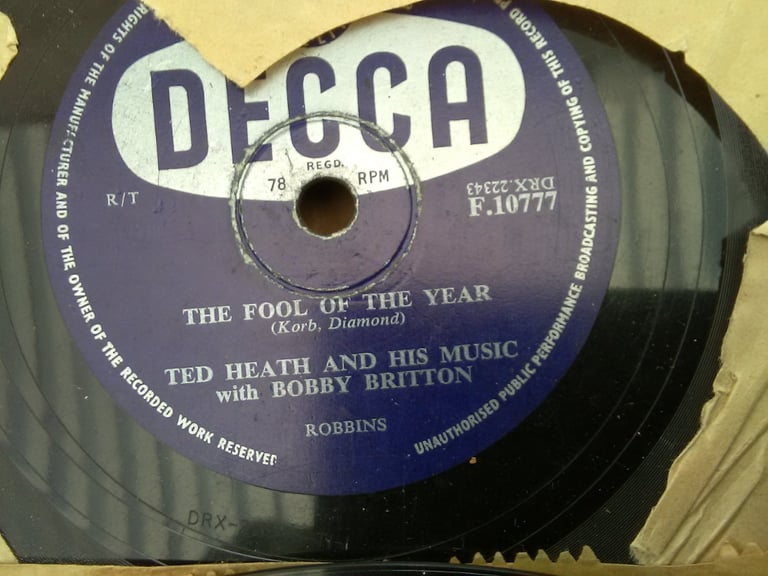 RIGHTS OF THE MANUFACTURER AND OF THE OWNER OF THE RECORDED WORK RESERVED
UNAUTHORISED PUBLIC PERFORMANCE BROADCASTING AND COPYING OF THIS RECORD
DECCA
REGD.
78 RPM
R/T
DRX.22343
F.10777
THE FOOL OF THE YEAR
(Korb, Diamond)
TED HEATH AND HIS MUSIC
with BOBBY BRITTON
ROBBINS
DRX-